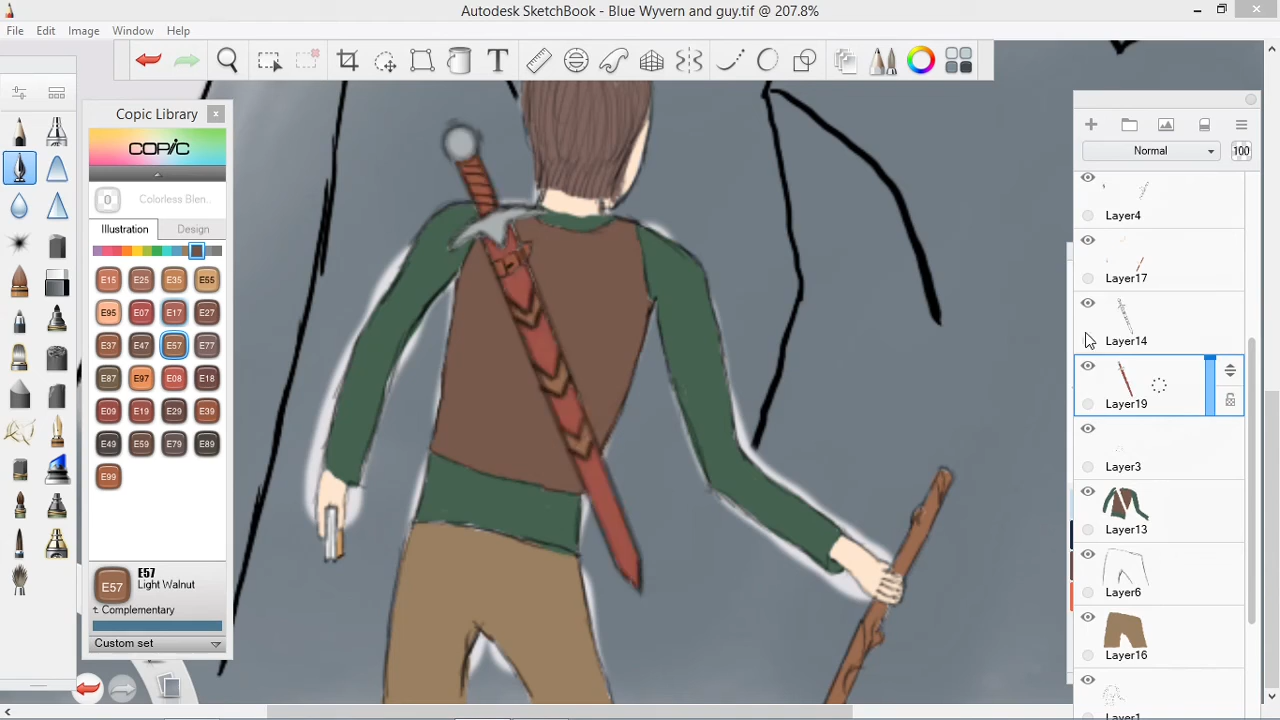 Autodesk SketchBook - Blue Wyvern and guy.tif @ 207.8%
File Edit Image Window Help
T
Copic Library x
COPIC
0 Colorless Blen..
Illustration Design
E15 E25 E35 E55
E95 E07 E17 E27
E37 E47 E57 E77
E87 E97 E08 E18
E09 E19 E29 E39
E49 E59 E79 E89
E99
E57 E57
Light Walnut
↑: Complementary
Custom set
Normal 100
Layer4
Layer17
Layer14
Layer19
Layer3
Layer13
Layer6
Layer16
Layer1